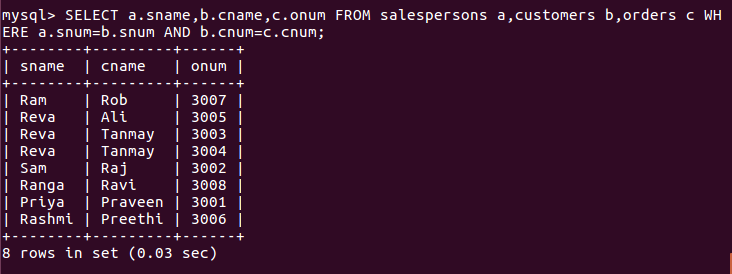 mysql> SELECT a.sname,b.cname,c.onum FROM salespersons a,customers b,orders c WH
ERE a.snum=b.snum AND b.cnum=c.cnum;
+--------+---------+------+
| sname  | cname   | onum |
+--------+---------+------+
| Ram    | Rob     | 3007 |
| Reva   | Ali     | 3005 |
| Reva   | Tanmay  | 3003 |
| Reva   | Tanmay  | 3004 |
| Sam    | Raj     | 3002 |
| Ranga  | Ravi    | 3008 |
| Priya  | Praveen | 3001 |
| Rashmi | Preethi | 3006 |
+--------+---------+------+
8 rows in set (0.03 sec)